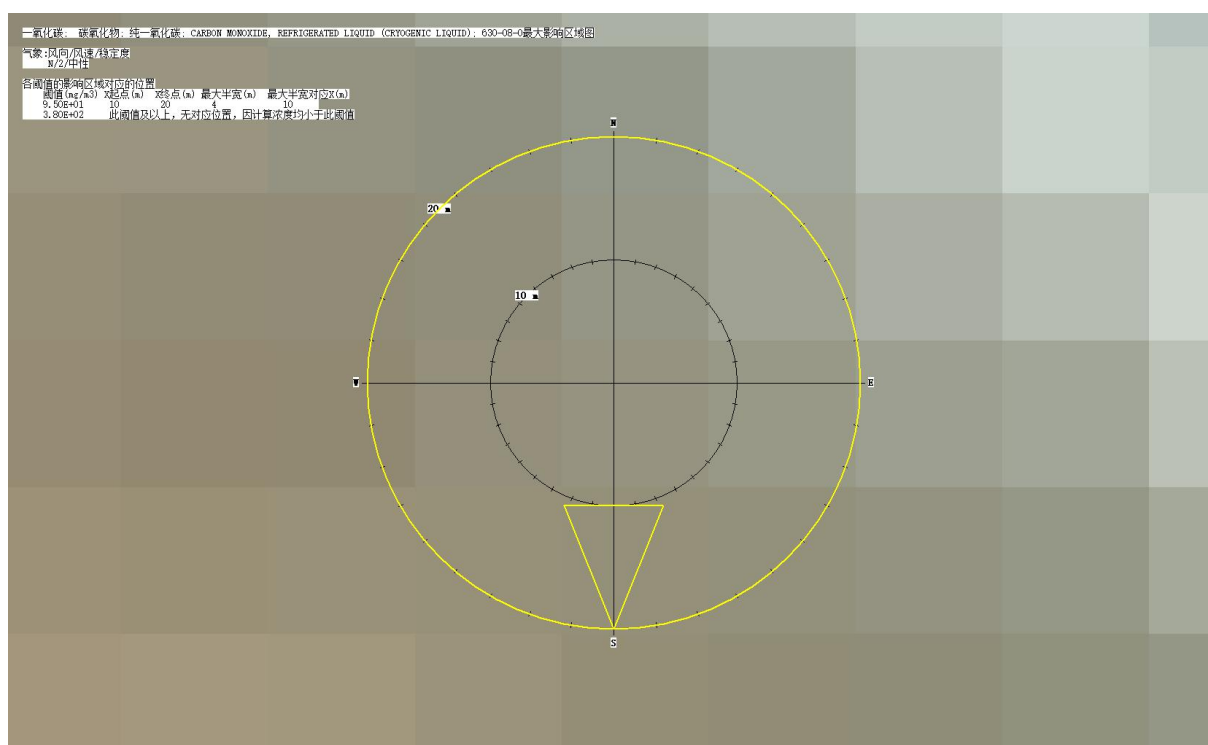 一氧化碳; 碳氧化物; 纯一氧化碳; CARBON MONOXIDE, REFRIGERATED LIQUID (CRYOGENIC LIQUID); 630-08-0最大影响区域图
气象:风向/风速/稳定度
N/2/中性
各阈值的影响区域对应的位置
阈值(mg/m3) X起点(m) X终点(m) 最大半宽(m) 最大半宽对应X(m)
9.50E+01 10 20 4 10
3.80E+02 此阈值及以上，无对应位置，因计算浓度均小于此阈值
N
20 m
10 m
W
E
S